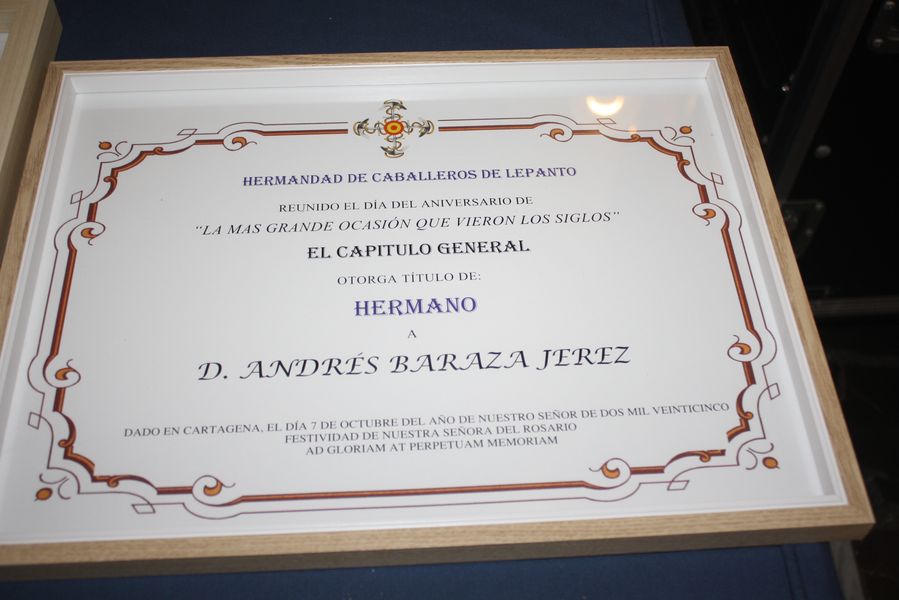 HERMANDAD DE CABALLEROS DE LEPANTO
REUNIDO EL DÍA DEL ANIVERSARIO DE
"LA MAS GRANDE OCASIÓN QUE VIERON LOS SIGLOS"
EL CAPITULO GENERAL
OTORGA TÍTULO DE:
HERMANO
A
D. ANDRÉS BARAZA JEREZ
DADO EN CARTAGENA, EL DÍA 7 DE OCTUBRE DEL AÑO DE NUESTRO SEÑOR DE DOS MIL VEINTICINCO
FESTIVIDAD DE NUESTRA SEÑORA DEL ROSARIO
AD GLORIAM AT PERPETUAM MEMORIAM